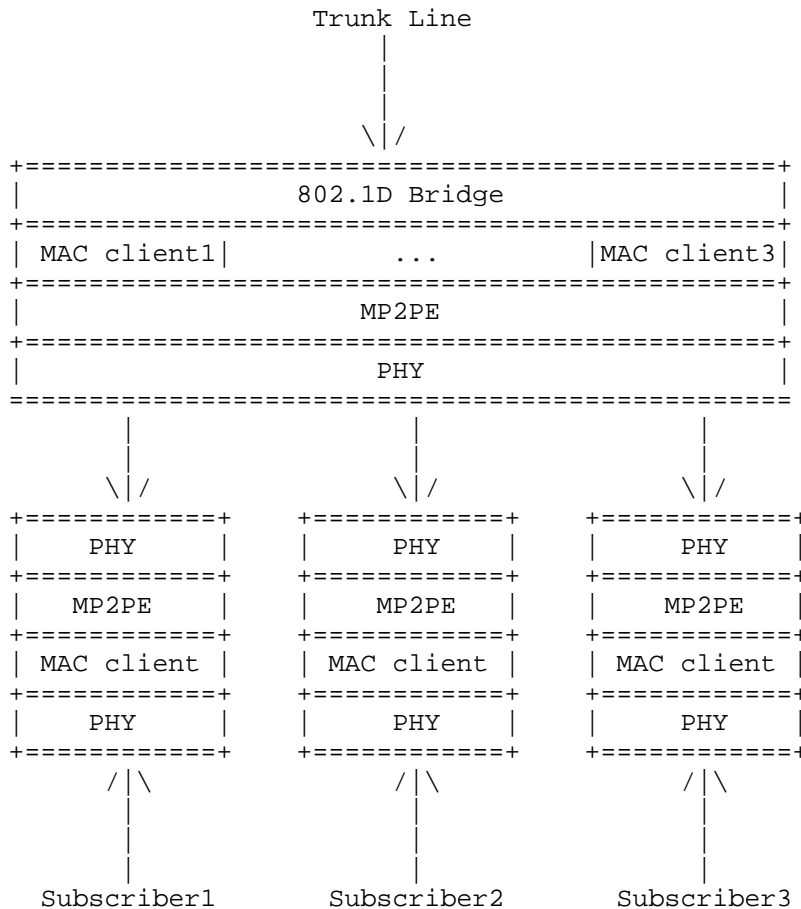 Trunk Line
|
|
|
\|/
+===============================================+
| 802.1D Bridge |
+===============================================+
| MAC client1| ... |MAC client3|
+===============================================+
| MP2PE |
+===============================================+
| PHY |
=================================================
| | |
| | |
\|/ \|/ \|/
+============+ +============+ +============+
| PHY | | PHY | | PHY |
+============+ +============+ +============+
| MP2PE | | MP2PE | | MP2PE |
+============+ +============+ +============+
| MAC client | | MAC client | | MAC client |
+============+ +============+ +============+
| PHY | | PHY | | PHY |
+============+ +============+ +============+
/|\ /|\ /|\
| | |
| | |
| | |
Subscriber1 Subscriber2 Subscriber3